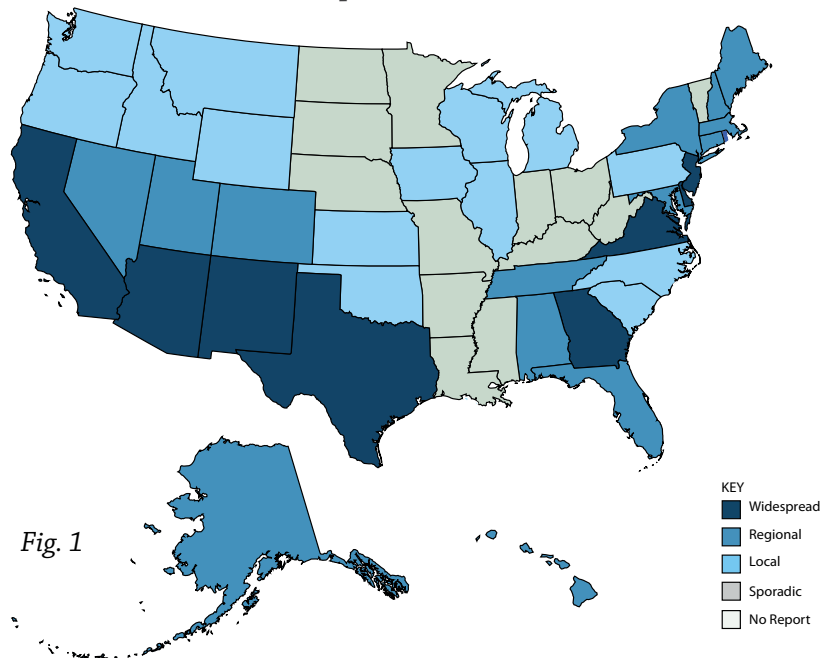 Fig. 1
KEY
Widespread
Regional
Local
Sporadic
No Report